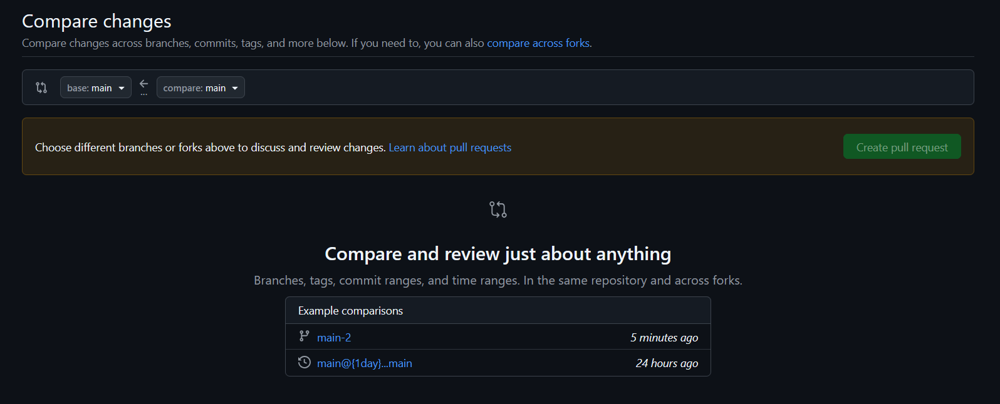 Compare changes
Compare changes across branches, commits, tags, and more below. If you need to, you can also compare across forks.
base: main
...
compare: main
Choose different branches or forks above to discuss and review changes. Learn about pull requests
Create pull request
Compare and review just about anything
Branches, tags, commit ranges, and time ranges. In the same repository and across forks.
Example comparisons
main-2 5 minutes ago
main@{1day}...main 24 hours ago